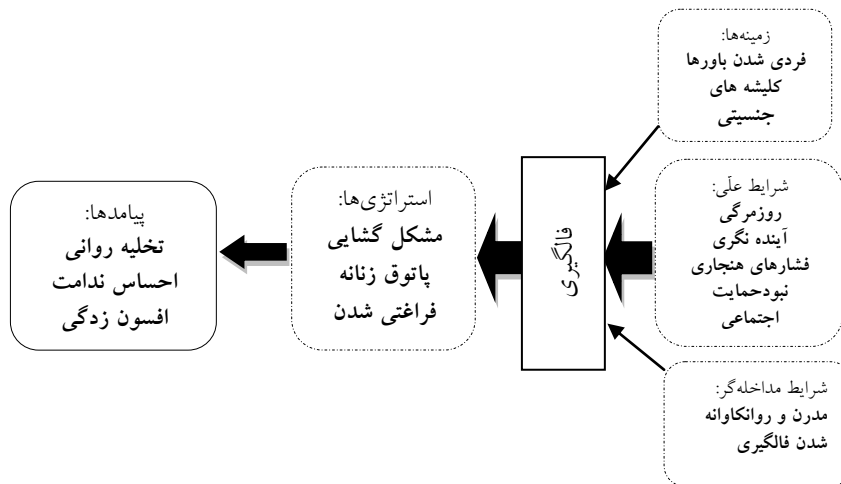 زمینه‌ها:
فردی شدن باورها
کلیشه های
جنسیتی
شرایط علّی:
روزمرگی
آینده نگری
فشارهای هنجاری
نبودحمایت
اجتماعی
شرایط مداخله‌گر:
مدرن و روانکاوانه
شدن فالگیری
فالگیری
استراتژی‌ها:
مشکل گشایی
پاتوق زنانه
فراغتی شدن
پیامدها:
تخلیه روانی
احساس ندامت
افسون زدگی